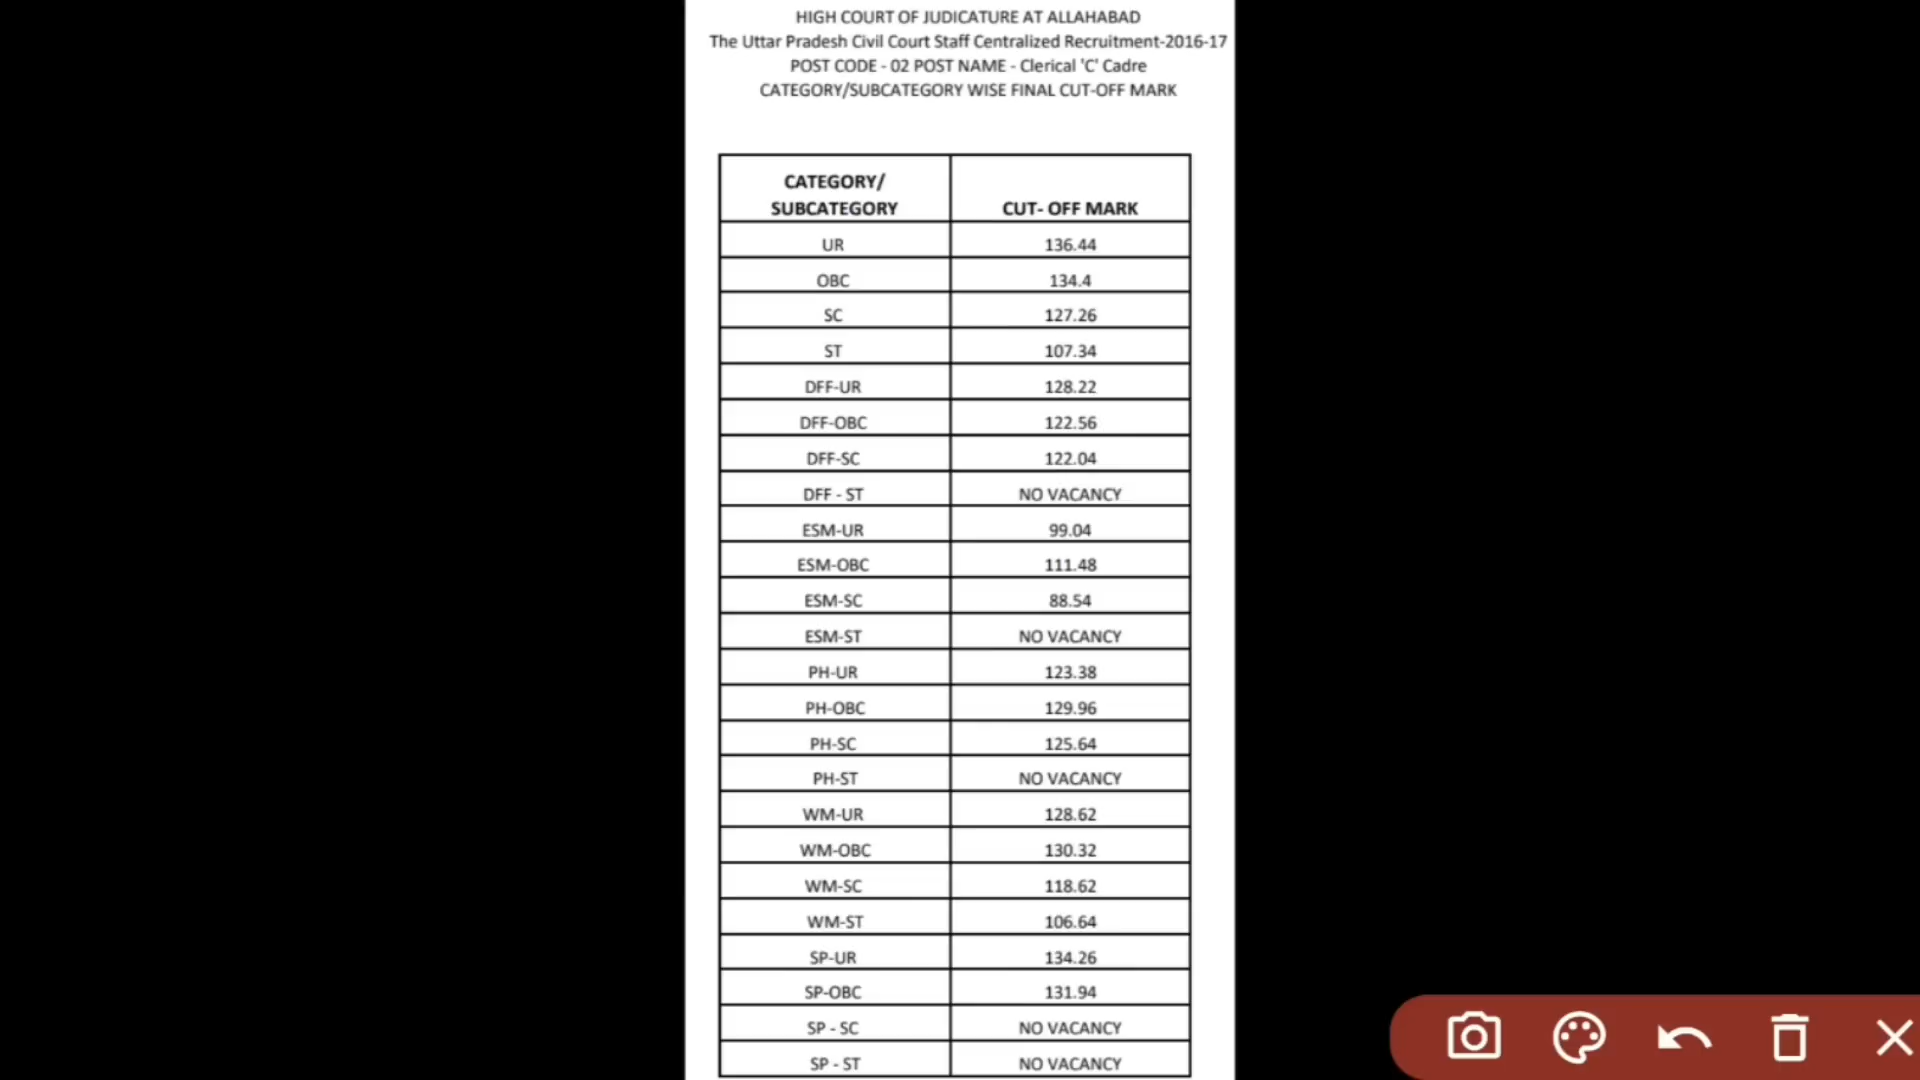 HIGH COURT OF JUDICATURE AT ALLAHABAD
The Uttar Pradesh Civil Court Staff Centralized Recruitment-2016-17
POST CODE - 02 POST NAME - Clerical 'C' Cadre
CATEGORY/SUBCATEGORY WISE FINAL CUT-OFF MARK
CATEGORY/
SUBCATEGORY CUT- OFF MARK
UR 136.44
OBC 134.4
SC 127.26
ST 107.34
DFF-UR 128.22
DFF-OBC 122.56
DFF-SC 122.04
DFF - ST NO VACANCY
ESM-UR 99.04
ESM-OBC 111.48
ESM-SC 88.54
ESM-ST NO VACANCY
PH-UR 123.38
PH-OBC 129.96
PH-SC 125.64
PH-ST NO VACANCY
WM-UR 128.62
WM-OBC 130.32
WM-SC 118.62
WM-ST 106.64
SP-UR 134.26
SP-OBC 131.94
SP - SC NO VACANCY
SP - ST NO VACANCY